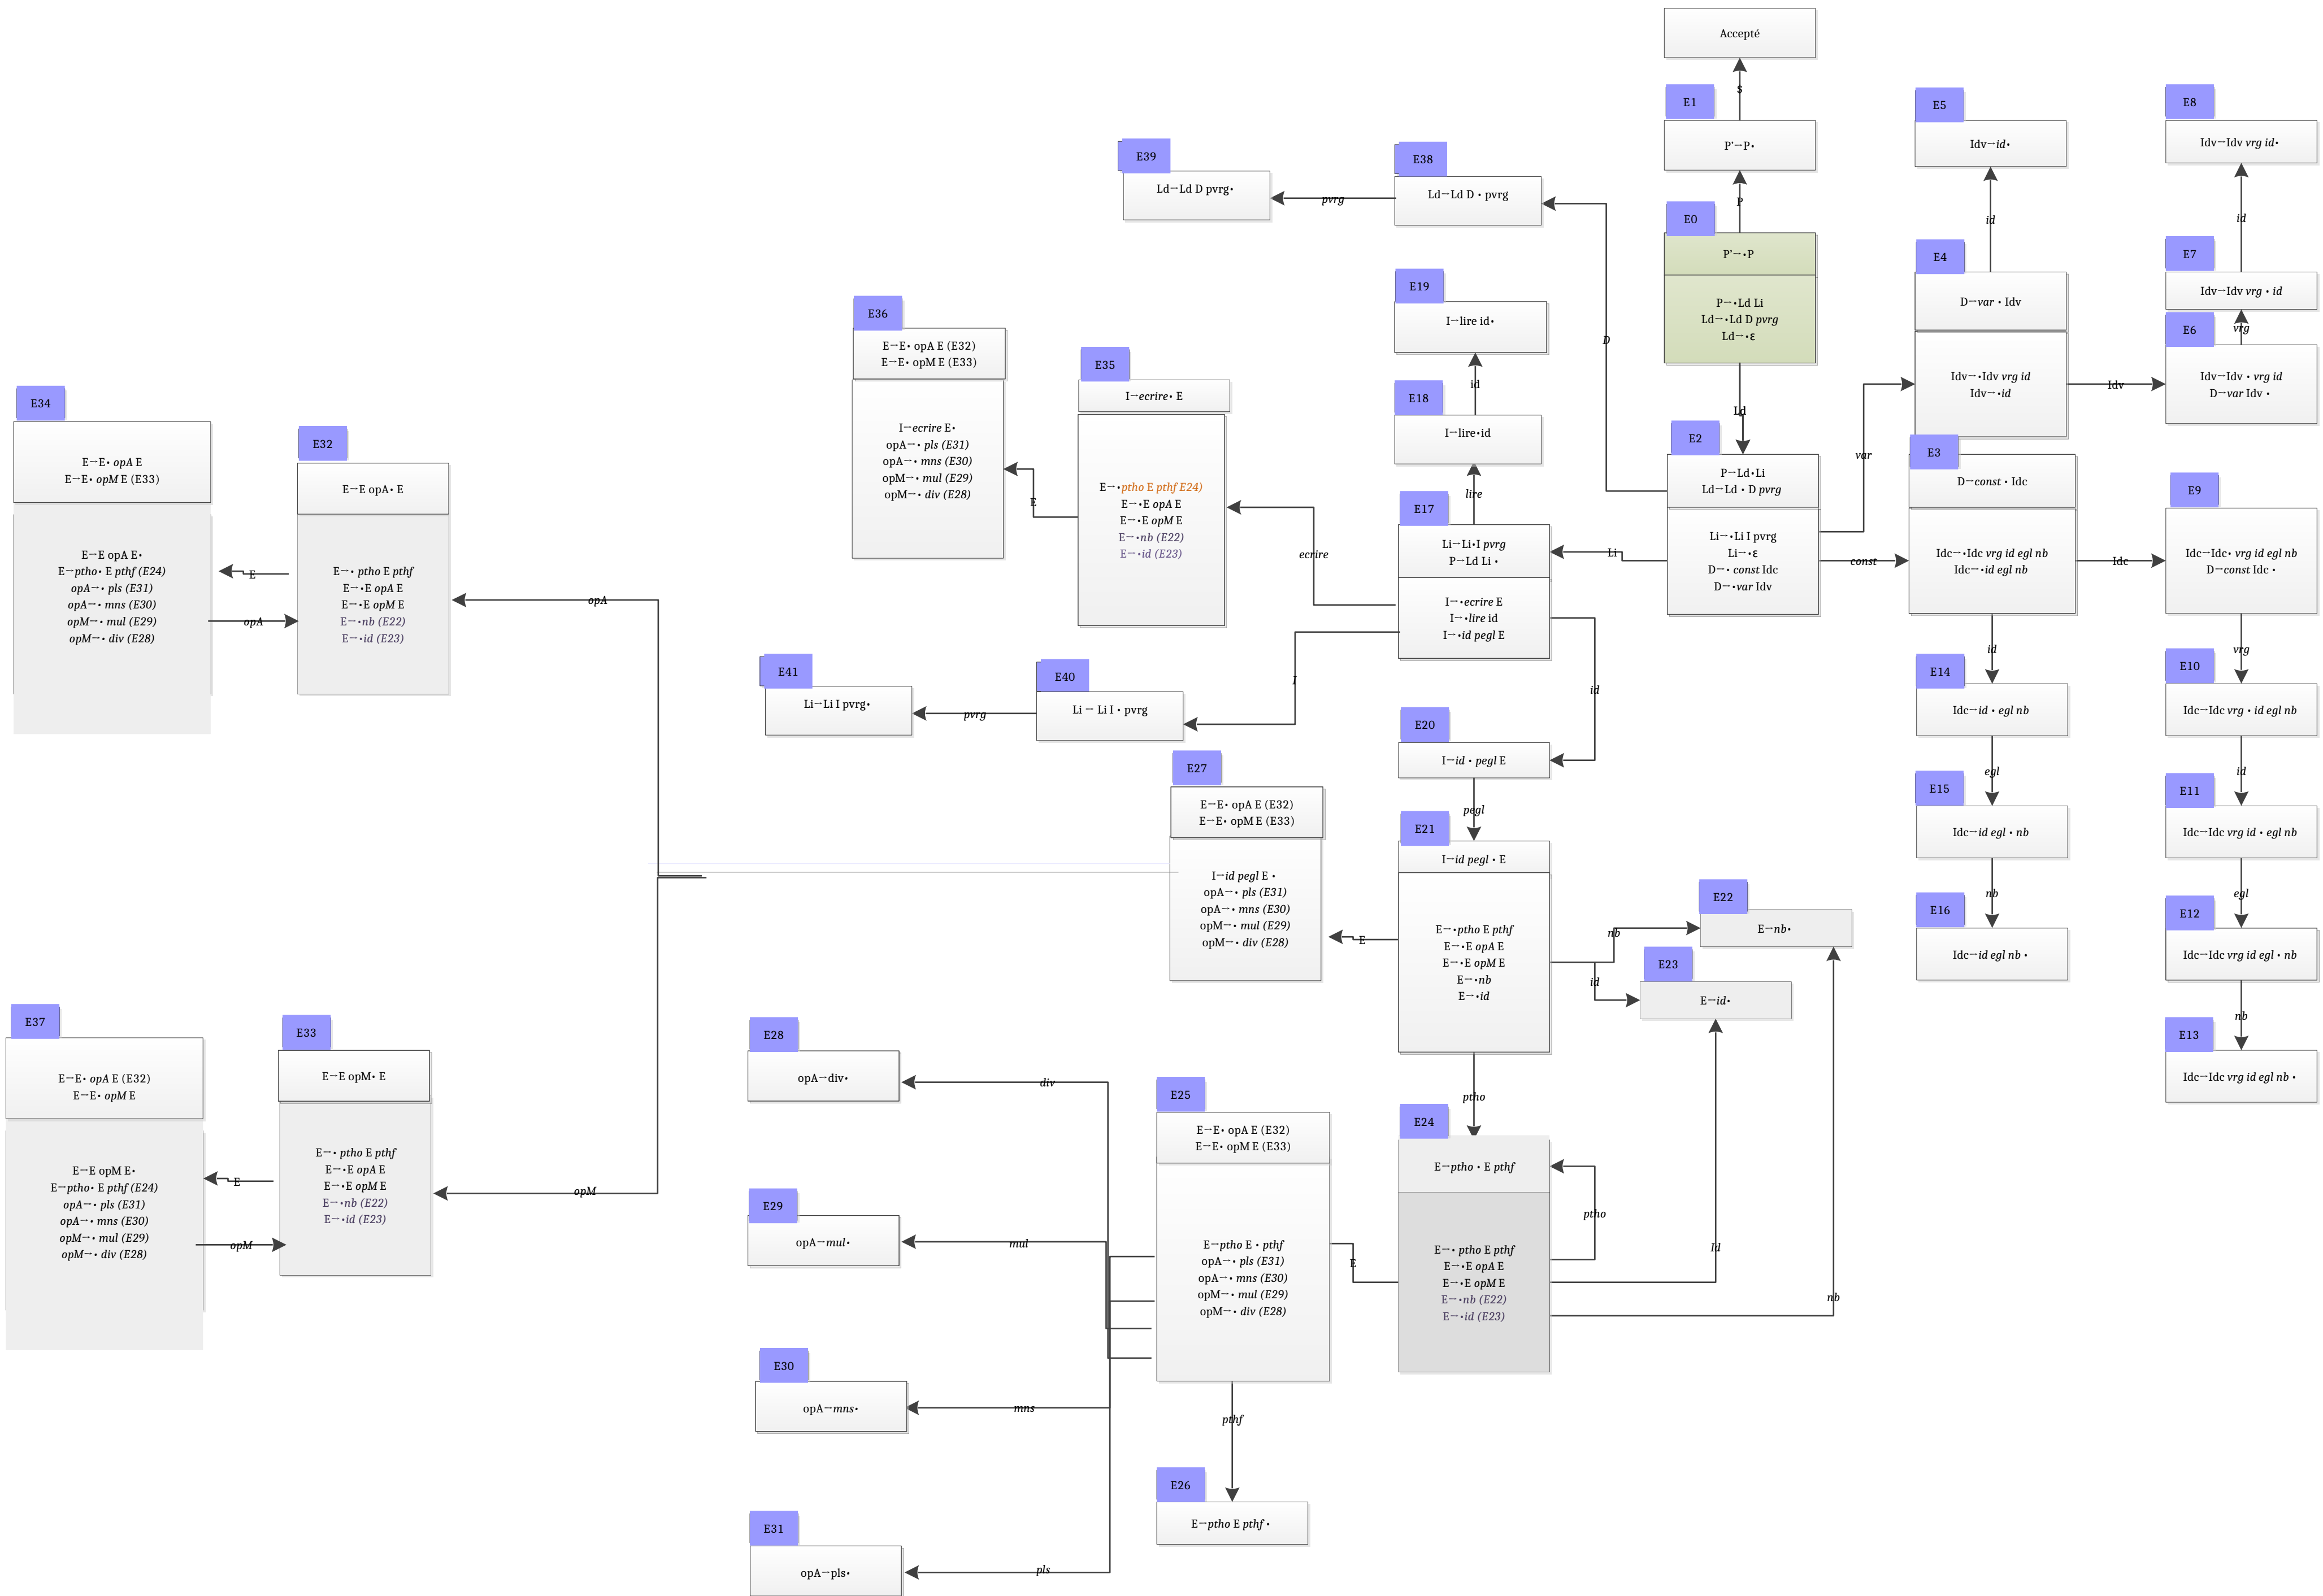 Accepté
$
E1
P'→P•
P
E0
P'→•P
P→•Ld Li
Ld→•Ld D pvrg
Ld→•ε
Ld
E2
P→Ld•Li
Ld→Ld • D pvrg
Li→•Li I pvrg
Li→•ε
D→• const Idc
D→•var Idv
E5
Idv→id•
id
E4
D→var • Idv
Idv→•Idv vrg id
Idv→•id
var
Idv
E8
Idv→Idv vrg id•
id
E7
Idv→Idv vrg • id
vrg
E6
Idv→Idv • vrg id
D→var Idv •
E3
D→const • Idc
Idc→•Idc vrg id egl nb
Idc→•id egl nb
const
Idc
E9
Idc→Idc• vrg id egl nb
D→const Idc •
vrg
E10
Idc→Idc vrg • id egl nb
id
E11
Idc→Idc vrg id • egl nb
egl
E12
Idc→Idc vrg id egl • nb
nb
E13
Idc→Idc vrg id egl nb •
id
E14
Idc→id • egl nb
egl
E15
Idc→id egl • nb
nb
E16
Idc→id egl nb •
E39
Ld→Ld D pvrg•
pvrg
E38
Ld→Ld D • pvrg
D
E19
I→lire id•
id
E18
I→lire•id
lire
E17
Li→Li•I pvrg
P→Ld Li •
I→•ecrire E
I→•lire id
I→•id pegl E
Li
E36
E→E• opA E (E32)
E→E• opM E (E33)
I→ecrire E•
opA→• pls (E31)
opA→• mns (E30)
opM→• mul (E29)
opM→• div (E28)
E
E35
I→ecrire• E
E→•ptho E pthf E24)
E→•E opA E
E→•E opM E
E→•nb (E22)
E→•id (E23)
ecrire
E41
Li→Li I pvrg•
pvrg
E40
Li → Li I • pvrg
I
id
E20
I→id • pegl E
pegl
E21
I→id pegl • E
E→•ptho E pthf
E→•E opA E
E→•E opM E
E→•nb
E→•id
E27
E→E• opA E (E32)
E→E• opM E (E33)
I→id pegl E •
opA→• pls (E31)
opA→• mns (E30)
opM→• mul (E29)
opM→• div (E28)
E
nb
E22
E→nb•
id
E23
E→id•
ptho
E24
E→ptho • E pthf
E→• ptho E pthf
E→•E opA E
E→•E opM E
E→•nb (E22)
E→•id (E23)
ptho
Id
nb
E
E25
E→E• opA E (E32)
E→E• opM E (E33)
E→ptho E • pthf
opA→• pls (E31)
opA→• mns (E30)
opM→• mul (E29)
opM→• div (E28)
pthf
E26
E→ptho E pthf •
E28
opA→div•
div
E29
opA→mul•
mul
E30
opA→mns•
mns
E31
opA→pls•
pls
E34
E→E• opA E
E→E• opM E (E33)
E→E opA E•
E→ptho• E pthf (E24)
opA→• pls (E31)
opA→• mns (E30)
opM→• mul (E29)
opM→• div (E28)
E
opA
E32
E→E opA• E
E→• ptho E pthf
E→•E opA E
E→•E opM E
E→•nb (E22)
E→•id (E23)
opA
E37
E→E• opA E (E32)
E→E• opM E
E→E opM E•
E→ptho• E pthf (E24)
opA→• pls (E31)
opA→• mns (E30)
opM→• mul (E29)
opM→• div (E28)
E
opM
E33
E→E opM• E
E→• ptho E pthf
E→•E opA E
E→•E opM E
E→•nb (E22)
E→•id (E23)
opM